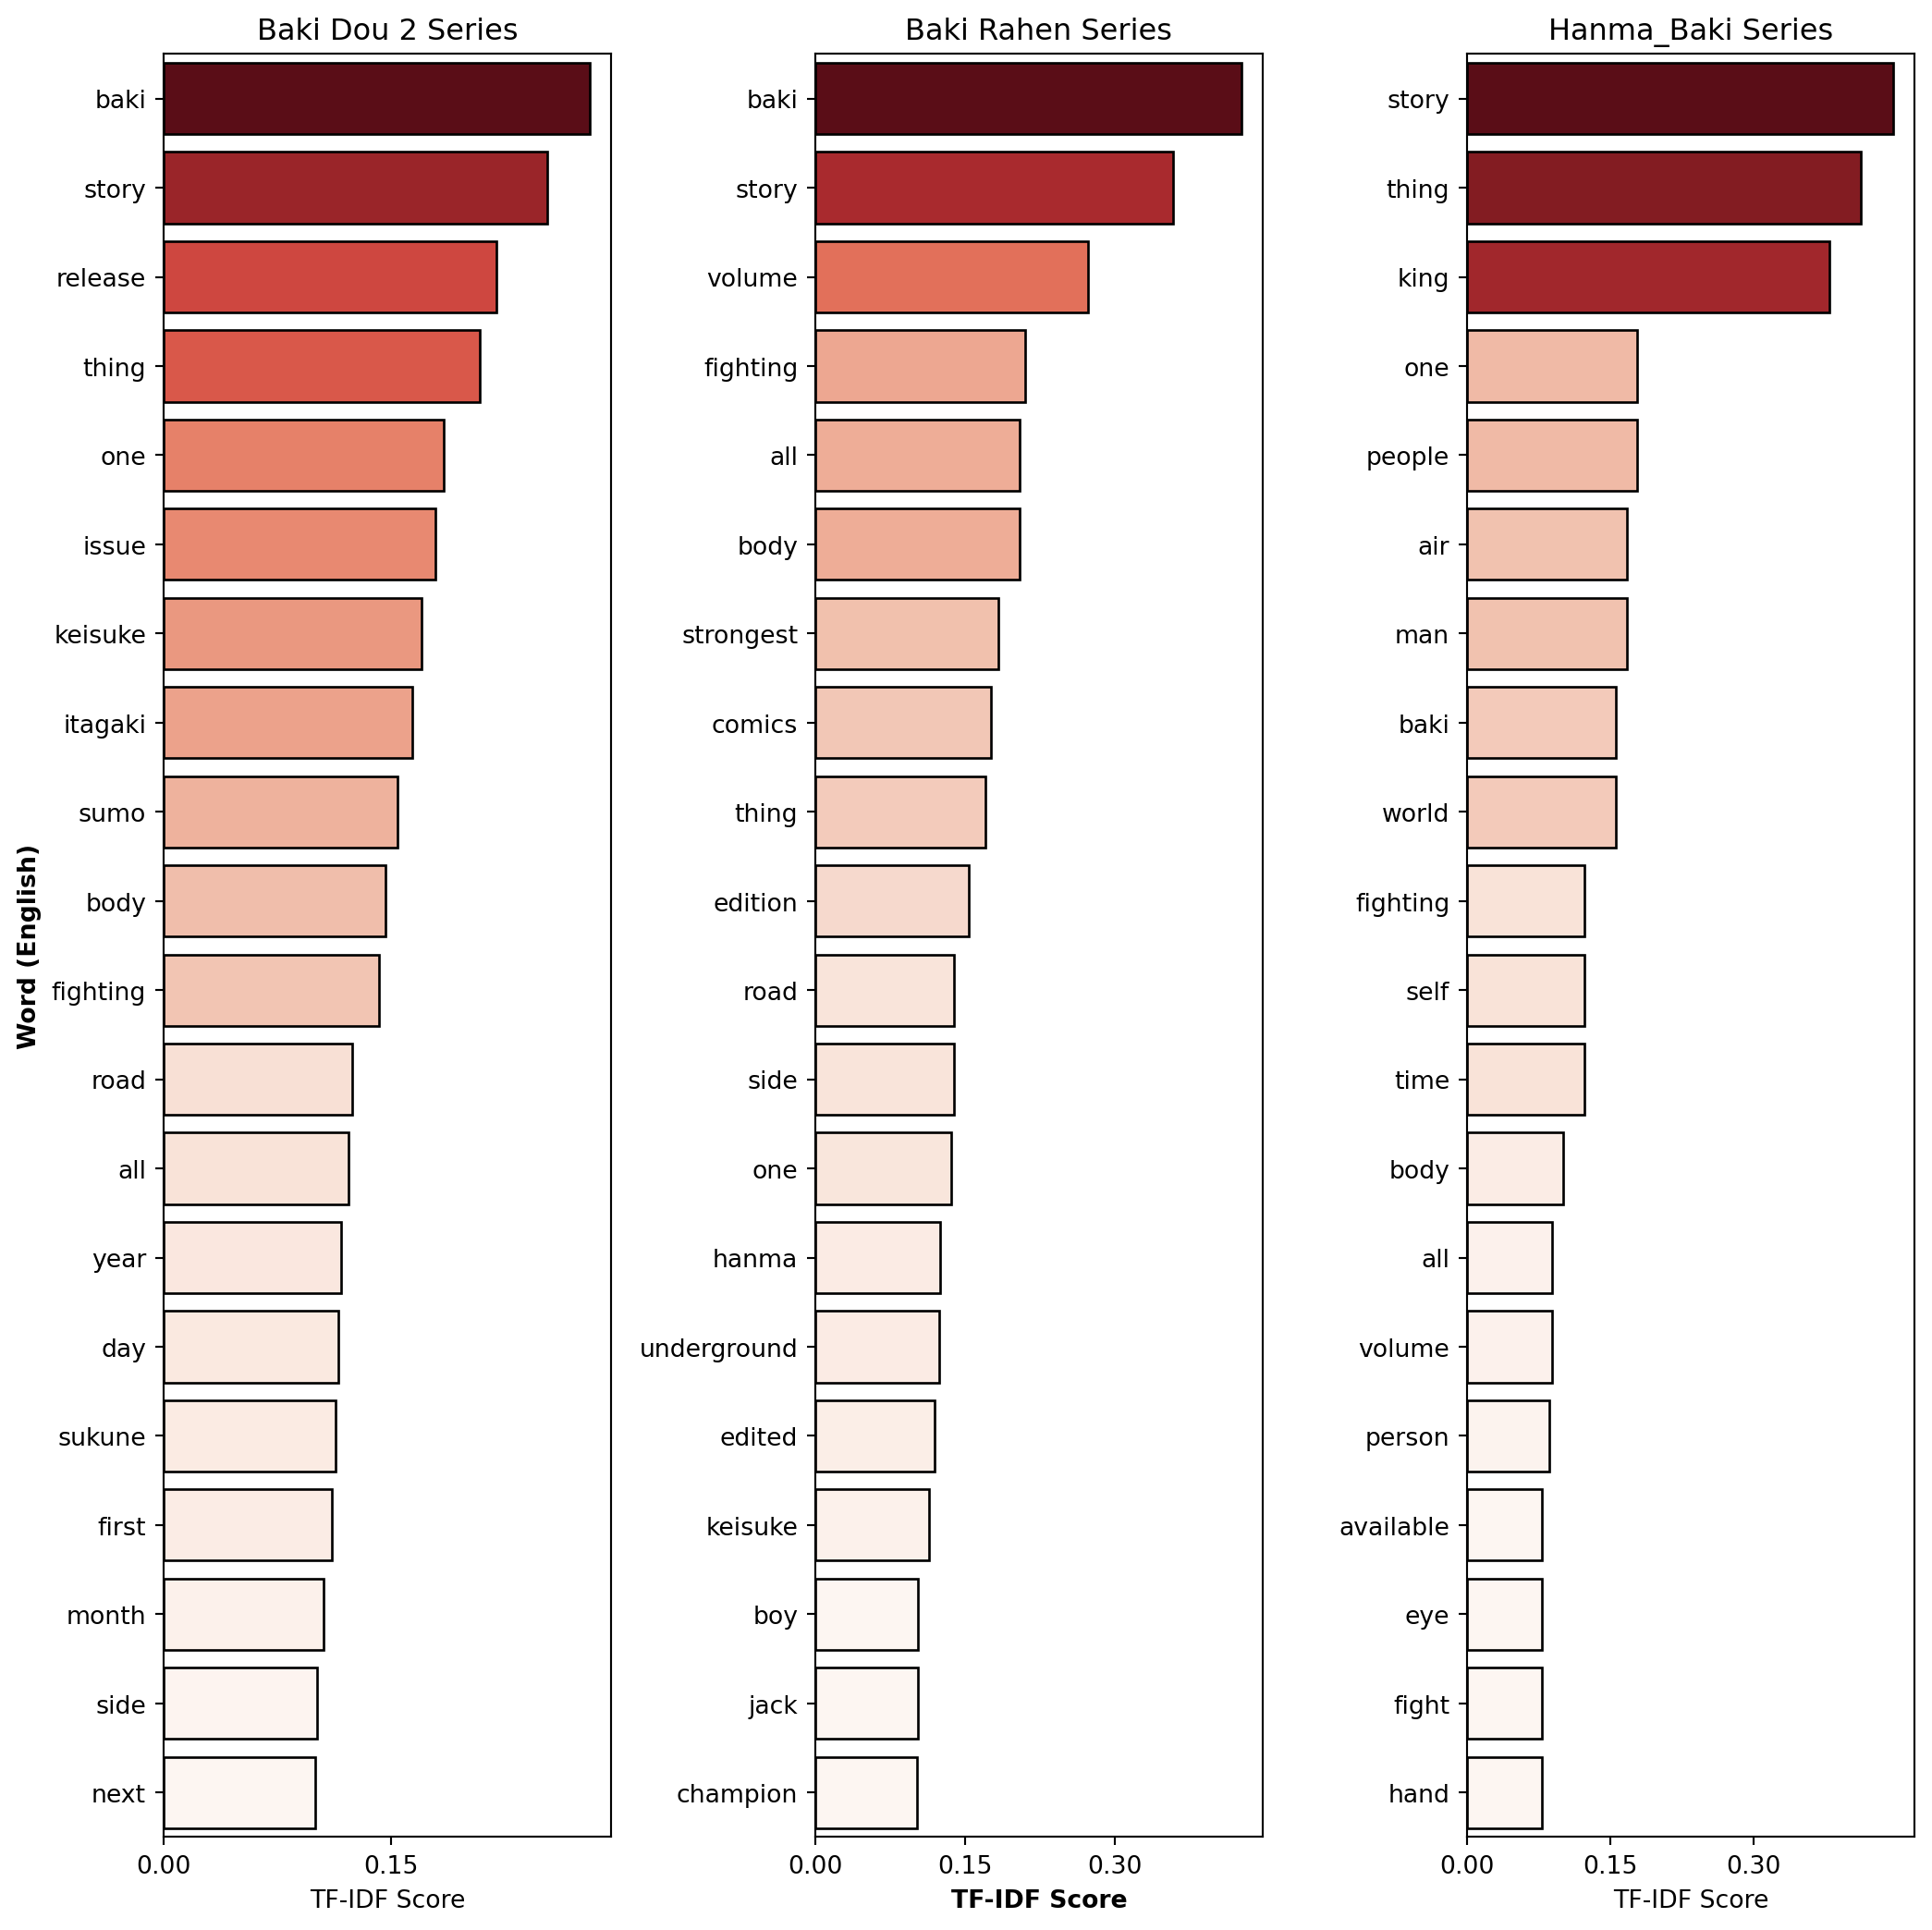 Baki Dou 2 Series
baki
story
release
thing
one
issue
keisuke
itagaki
sumo
body
fighting
road
all
year
day
sukune
first
month
side
next
Word (English)
0.00
0.15
TF-IDF Score
Baki Rahen Series
baki
story
volume
fighting
all
body
strongest
comics
thing
edition
road
side
one
hanma
underground
edited
keisuke
boy
jack
champion
0.00
0.15
0.30
TF-IDF Score
Hanma_Baki Series
story
thing
king
one
people
air
man
baki
world
fighting
self
time
body
all
volume
person
available
eye
fight
hand
0.00
0.15
0.30
TF-IDF Score